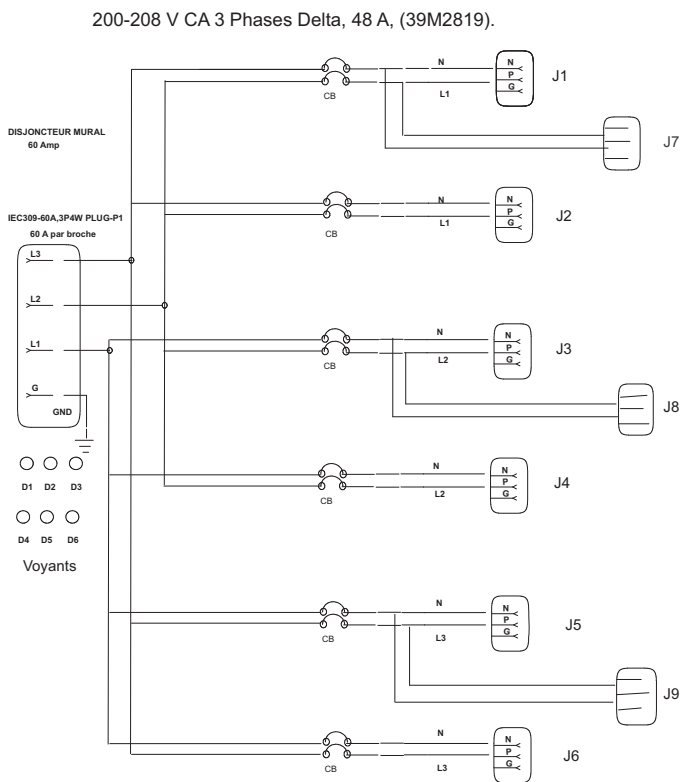 200-208 V CA 3 Phases Delta, 48 A, (39M2819).
N
N
P
G
J1
CB
L1
DISJONCTEUR MURAL
60 Amp
J7
IEC309-60A,3P4W PLUG-P1
60 A par broche
N
N
P
G
J2
CB
L1
L3
L2
L1
G
GND
N
N
P
G
J3
CB
L2
J8
D1 D2 D3
D4 D5 D6
Voyants
N
N
P
G
J4
CB
L2
N
N
P
G
J5
CB
L3
J9
N
N
P
G
J6
CB
L3